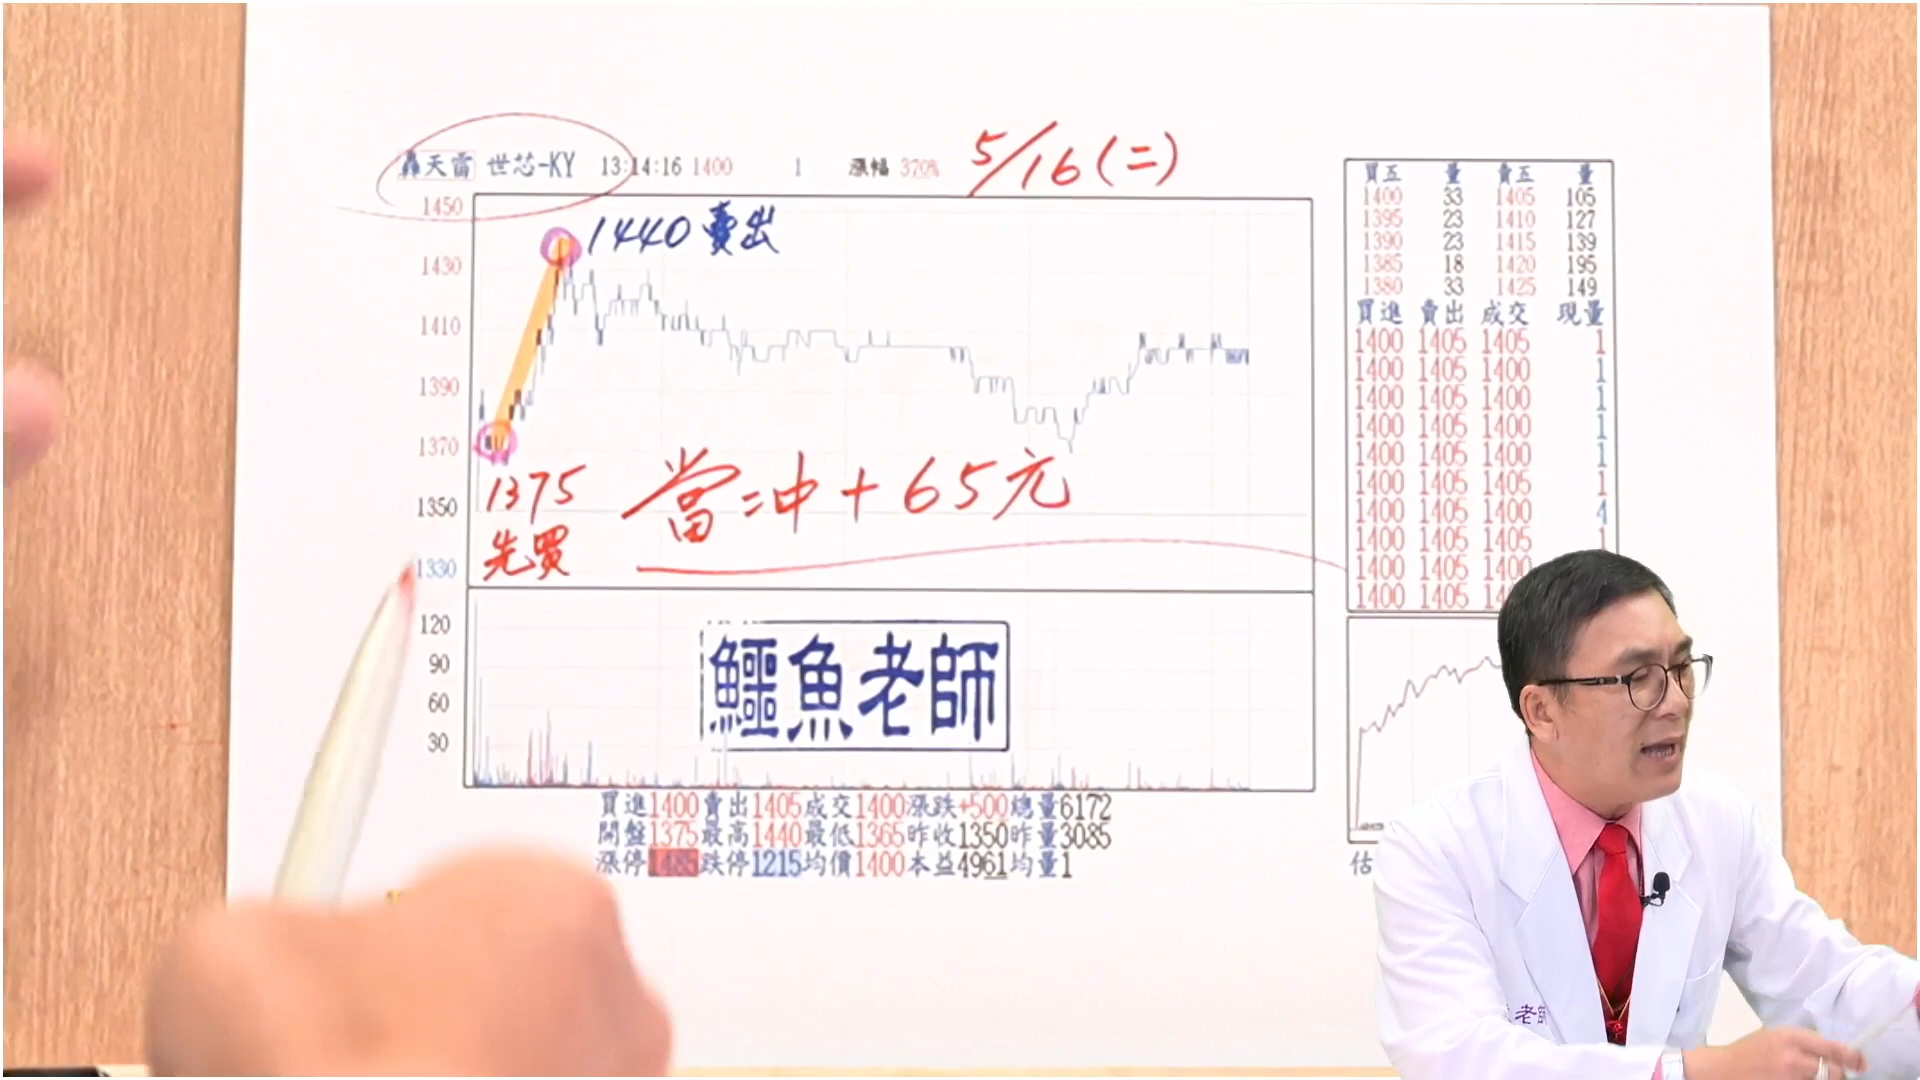 轟天雷 世芯-KY 13:14:16 1400 1 漲幅 370% 5/16(二)
1450
1430
1410
1390
1370
1350
1330
1440 賣出
1375
先買
當沖+65元
120
90
60
30
鱷魚老師
買進1400賣出1405成交1400漲跌+500總量6172
開盤1375最高1440最低1365昨收1350昨量3085
漲停1485跌停1215均價1400本益4961均量1
買五 量 賣五 量
1400 33 1405 105
1395 23 1410 127
1390 23 1415 139
1385 18 1420 195
1380 33 1425 149
買進 賣出 成交 現量
1400 1405 1405 1
1400 1405 1400 1
1400 1405 1400 1
1400 1405 1400 1
1400 1405 1400 1
1400 1405 1405 1
1400 1405 1400 4
1400 1405 1405 1
1400 1405 1400
1400 1405
估
老師